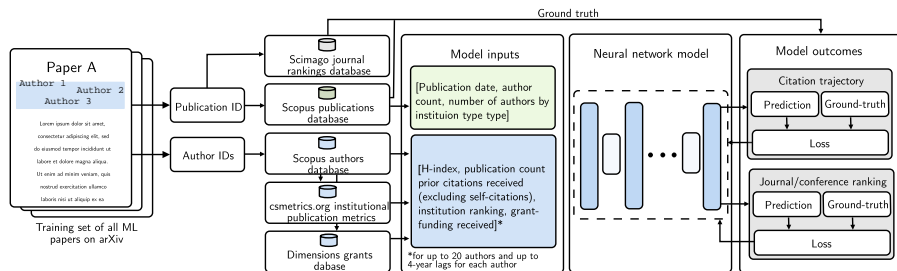 Ground truth
Paper A
Author 1
Author 2
Author 3
Lorem ipsum dolor sit amet,
consectetur adipiscing elit, sed
do eiusmod tempor incididunt ut
labore et dolore magna aliqua.
Ut enim ad minim veniam, quis
nostrud exercitation ullamco
laboris nisi ut aliquip ex ea
Training set of all ML
papers on arXiv
Publication ID
Author IDs
Scimago journal
rankings database
Scopus publications
database
Scopus authors
database
csmetrics.org institutional
publication metrics
Dimensions grants
dabase
Model inputs
[Publication date, author
count, number of authors by
instituion type type]
[H-index, publication count
prior citations received
(excluding self-citations),
institution ranking, grant-
funding received]*
*for up to 20 authors and up to
4-year lags for each author
Neural network model
Model outcomes
Citation trajectory
Prediction
Ground-truth
Loss
Journal/conference ranking
Prediction
Ground-truth
Loss